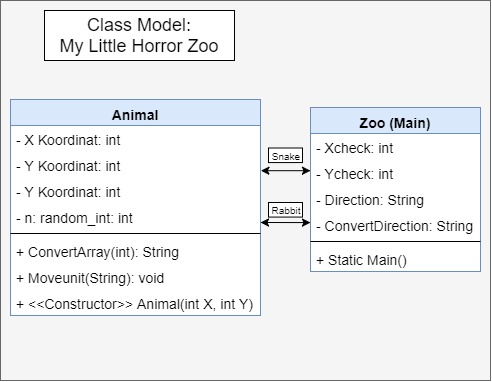 Class Model:
My Little Horror Zoo
Animal
- X Koordinat: int
- Y Koordinat: int
- Y Koordinat: int
- n: random_int: int
+ ConvertArray(int): String
+ Moveunit(String): void
+ <<Constructor>> Animal(int X, int Y)
Snake
Rabbit
Zoo (Main)
- Xcheck: int
- Ycheck: int
- Direction: String
- ConvertDirection: String
+ Static Main()